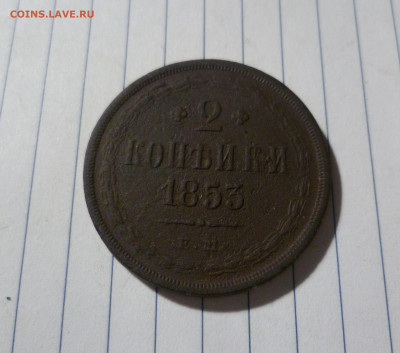 COINS.LAVE.RU
2
КОПѢЙКИ
1853
Е.М.